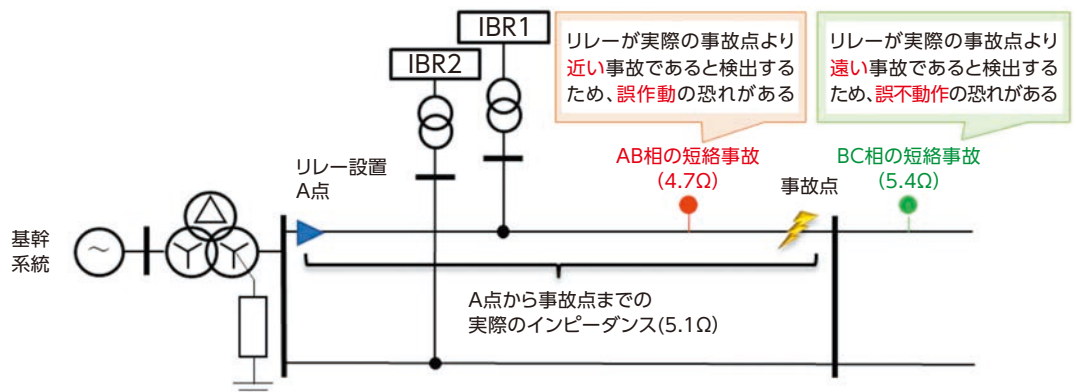 IBR1
IBR2
リレーが実際の事故点より
近い事故であると検出する
ため、誤作動の恐れがある
リレーが実際の事故点より
遠い事故であると検出する
ため、誤不動作の恐れがある
リレー設置
A点
AB相の短絡事故
(4.7Ω)
事故点
BC相の短絡事故
(5.4Ω)
基幹
系統
~
A点から事故点までの
実際のインピーダンス(5.1Ω)